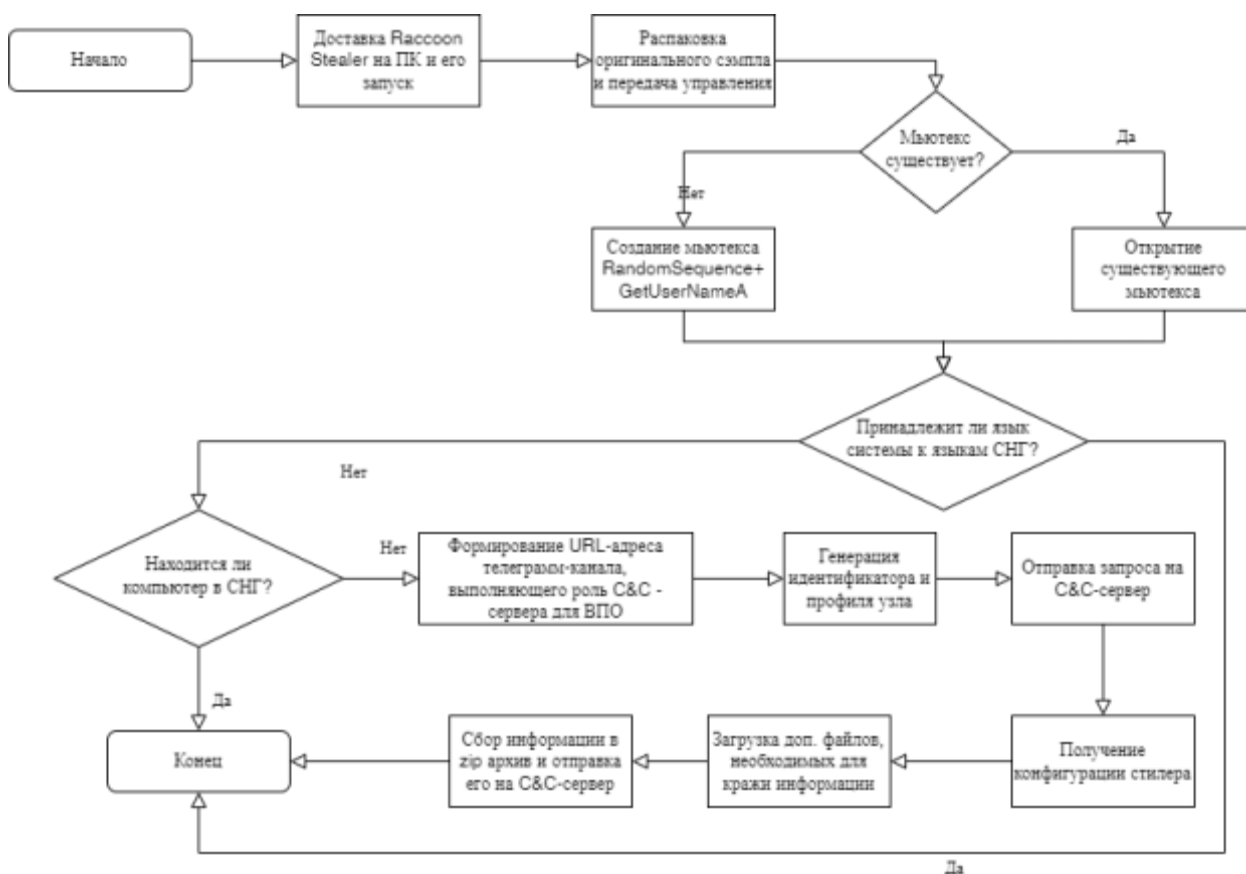 Начало
Доставка Raccoon
Stealer на ПК и его
запуск
Распаковка
оригинального сэмпла
и передача управления
Мьютекс
существует?
Да
Нет
Создание мьютекса
RandomSequence+
GetUserNameA
Открытие
существующего
мьютекса
Принадлежит ли язык
системы к языкам СНГ?
Нет
Находится ли
компьютер в СНГ?
Нет
Формирование URL-адреса
телеграмм-канала,
выполняющего роль C&C -
сервера для ВПО
Генерация
идентификатора и
профиля узла
Отправка запроса на
C&C-сервер
Да
Конец
Сбор информации в
zip архив и отправка
его на C&C-сервер
Загрузка доп. файлов,
необходимых для
кражи информации
Получение
конфигурации стилера
Да